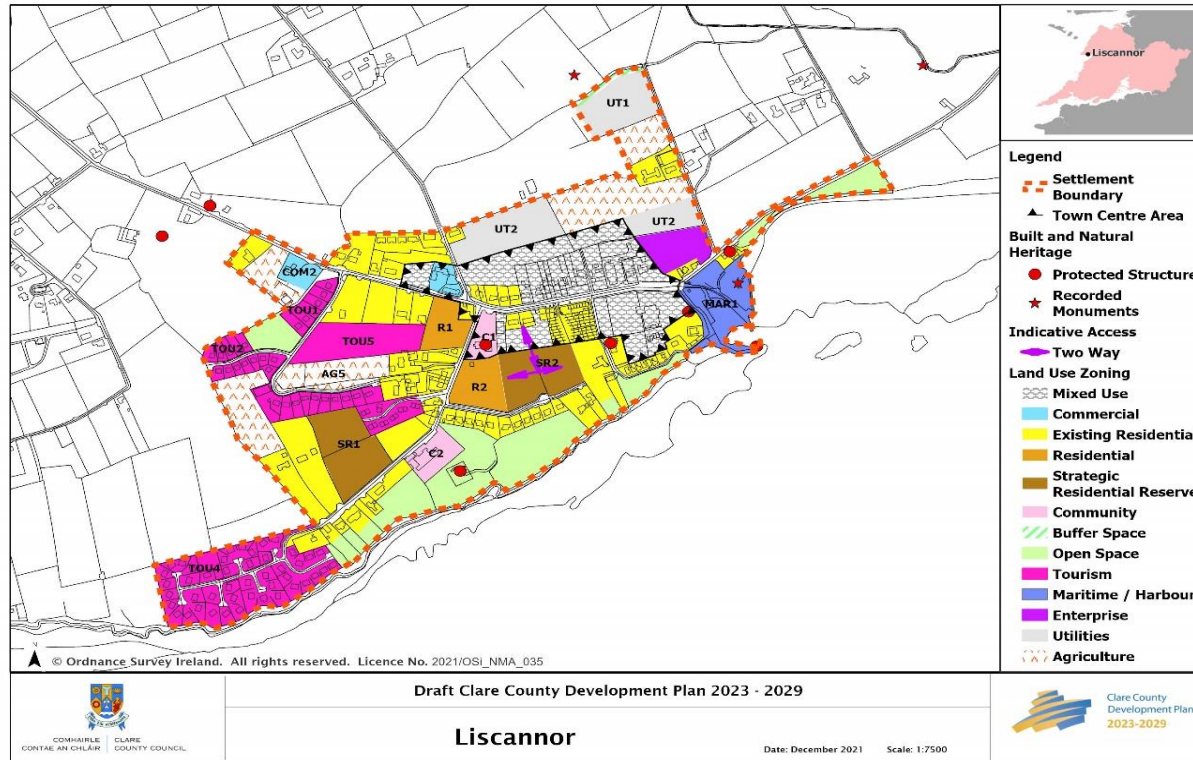 UT1
UT2
UT2
COM2
TOU1
MAR1
R1
C1
TOU5
TOU2
SR2
AG5
R2
SR1
C2
TOU4
N
© Ordnance Survey Ireland. All rights reserved. Licence No. 2021/OSi_NMA_035
Liscannor
Legend
Settlement
Boundary
Town Centre Area
Built and Natural
Heritage
Protected Structure
Recorded
Monuments
Indicative Access
Two Way
Land Use Zoning
Mixed Use
Commercial
Existing Residential
Residential
Strategic
Residential Reserve
Community
Buffer Space
Open Space
Tourism
Maritime / Harbour
Enterprise
Utilities
Agriculture
COMHAIRLE
CONTAE AN CHLÁIR
CLARE
COUNTY COUNCIL
Draft Clare County Development Plan 2023 - 2029
Liscannor
Date: December 2021 Scale: 1:7500
Clare County
Development Plan
2023-2029